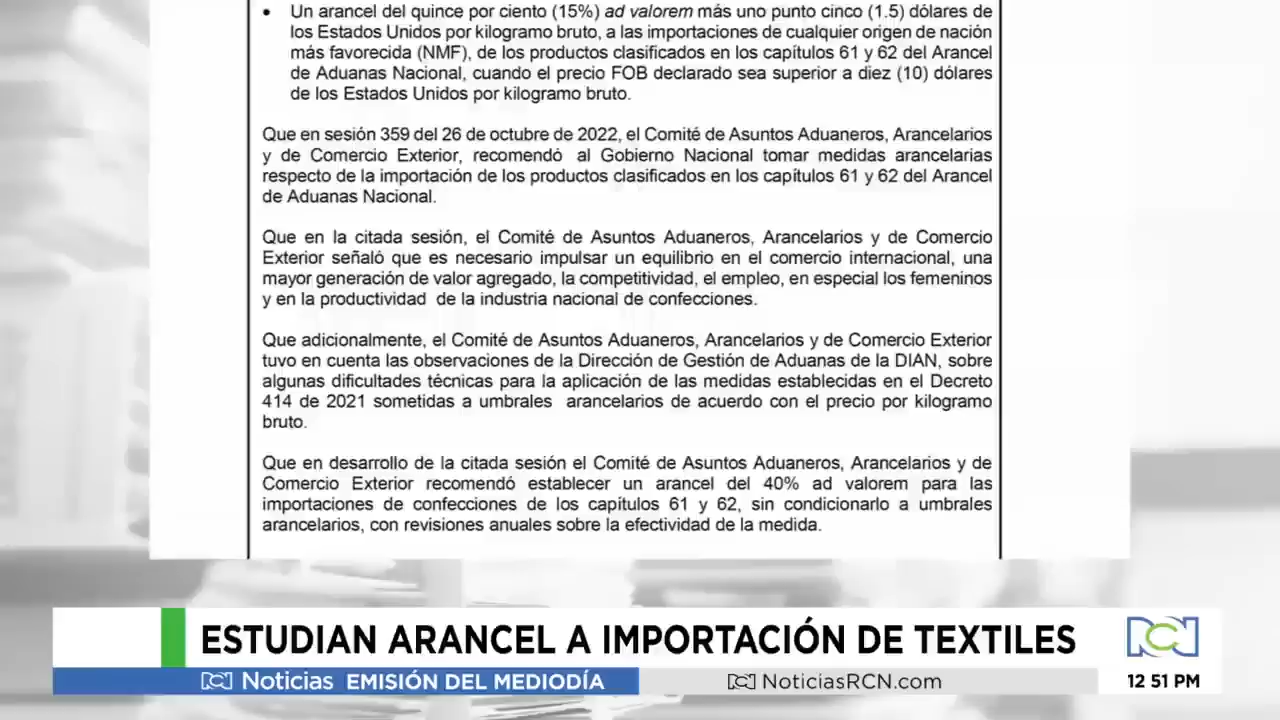 • Un arancel del quince por ciento (15%) ad valorem más uno punto cinco (1.5) dólares de
los Estados Unidos por kilogramo bruto, a las importaciones de cualquier origen de nación
más favorecida (NMF), de los productos clasificados en los capítulos 61 y 62 del Arancel
de Aduanas Nacional, cuando el precio FOB declarado sea superior a diez (10) dólares
de los Estados Unidos por kilogramo bruto.
Que en sesión 359 del 26 de octubre de 2022, el Comité de Asuntos Aduaneros, Arancelarios
y de Comercio Exterior, recomendó al Gobierno Nacional tomar medidas arancelarias
respecto de la importación de los productos clasificados en los capítulos 61 y 62 del Arancel
de Aduanas Nacional.
Que en la citada sesión, el Comité de Asuntos Aduaneros, Arancelarios y de Comercio
Exterior señaló que es necesario impulsar un equilibrio en el comercio internacional, una
mayor generación de valor agregado, la competitividad, el empleo, en especial los femeninos
y en la productividad de la industria nacional de confecciones.
Que adicionalmente, el Comité de Asuntos Aduaneros, Arancelarios y de Comercio Exterior
tuvo en cuenta las observaciones de la Dirección de Gestión de Aduanas de la DIAN, sobre
algunas dificultades técnicas para la aplicación de las medidas establecidas en el Decreto
414 de 2021 sometidas a umbrales arancelarios de acuerdo con el precio por kilogramo
bruto.
Que en desarrollo de la citada sesión el Comité de Asuntos Aduaneros, Arancelarios y de
Comercio Exterior recomendó establecer un arancel del 40% ad valorem para las
importaciones de confecciones de los capítulos 61 y 62, sin condicionarlo a umbrales
arancelarios, con revisiones anuales sobre la efectividad de la medida.
ESTUDIAN ARANCEL A IMPORTACIÓN DE TEXTILES
RCN
RCN Noticias EMISIÓN DEL MEDIODÍA
RCN NoticiasRCN.com
12 51 PM